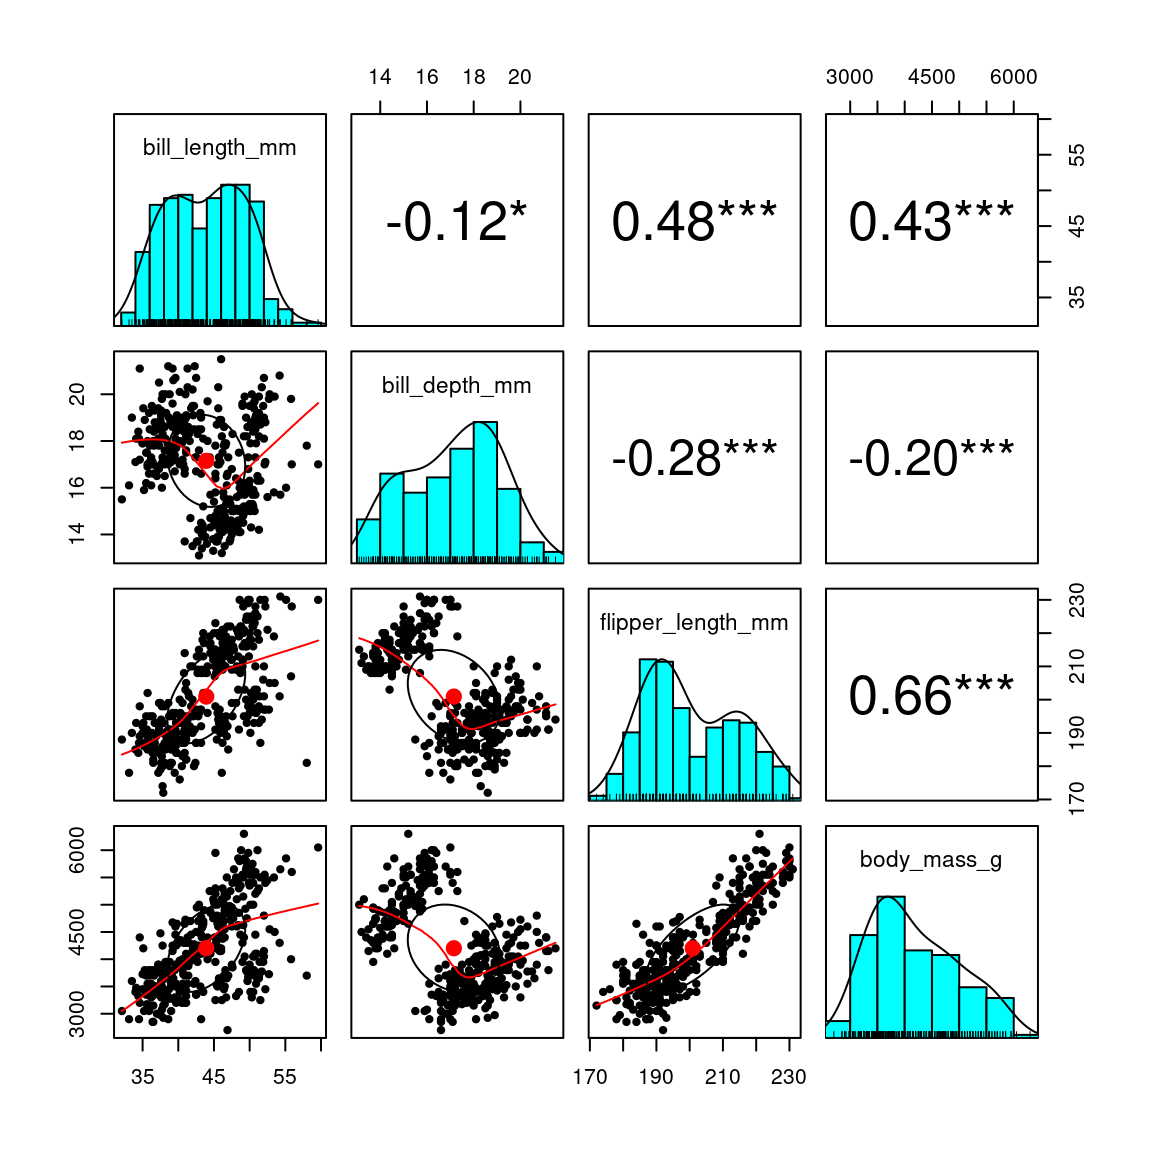 14 16 18 20 3000 4500 6000
bill_length_mm
-0.12*
0.48***
0.43***
35 45 55
14 16 18 20
bill_depth_mm
-0.28***
-0.20***
flipper_length_mm
0.66***
170 190 210 230
3000 4500 6000
body_mass_g
35 45 55 170 190 210 230